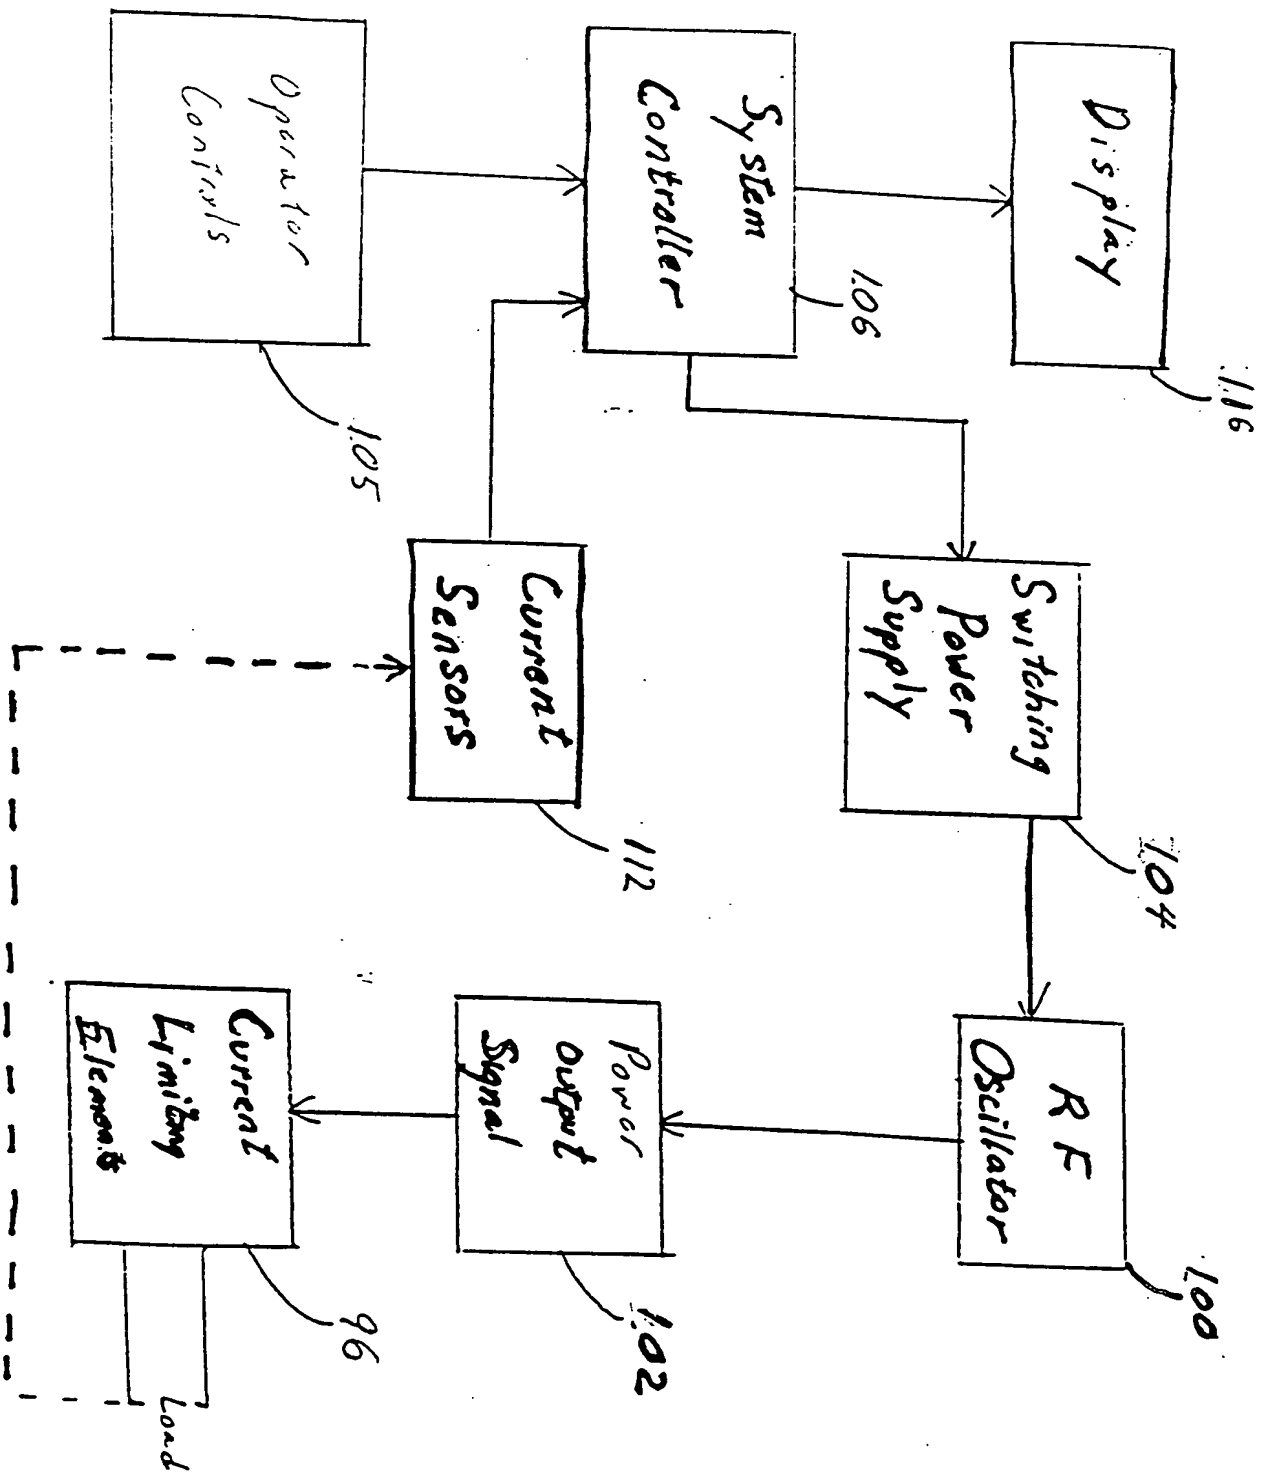 Display
116
System
Controller
106
Operator
Controls
105
Switching
Power
Supply
104
Current
Sensors
112
RF
Oscillator
100
Power
Output
Signal
102
Current
Limiting
Elements
96
Load